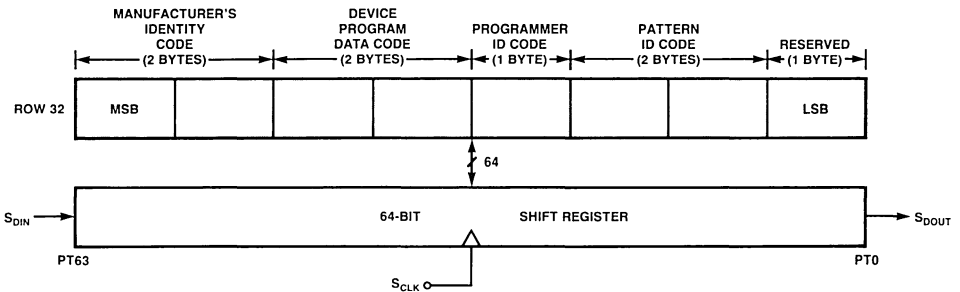 MANUFACTURER'S
IDENTITY
CODE
(2 BYTES)
DEVICE
PROGRAM
DATA CODE
(2 BYTES)
PROGRAMMER
ID CODE
(1 BYTE)
PATTERN
ID CODE
(2 BYTES)
RESERVED
(1 BYTE)
ROW 32
MSB
LSB
64
SDIN
64-BIT SHIFT REGISTER
SDOUT
PT63
PT0
SCLK